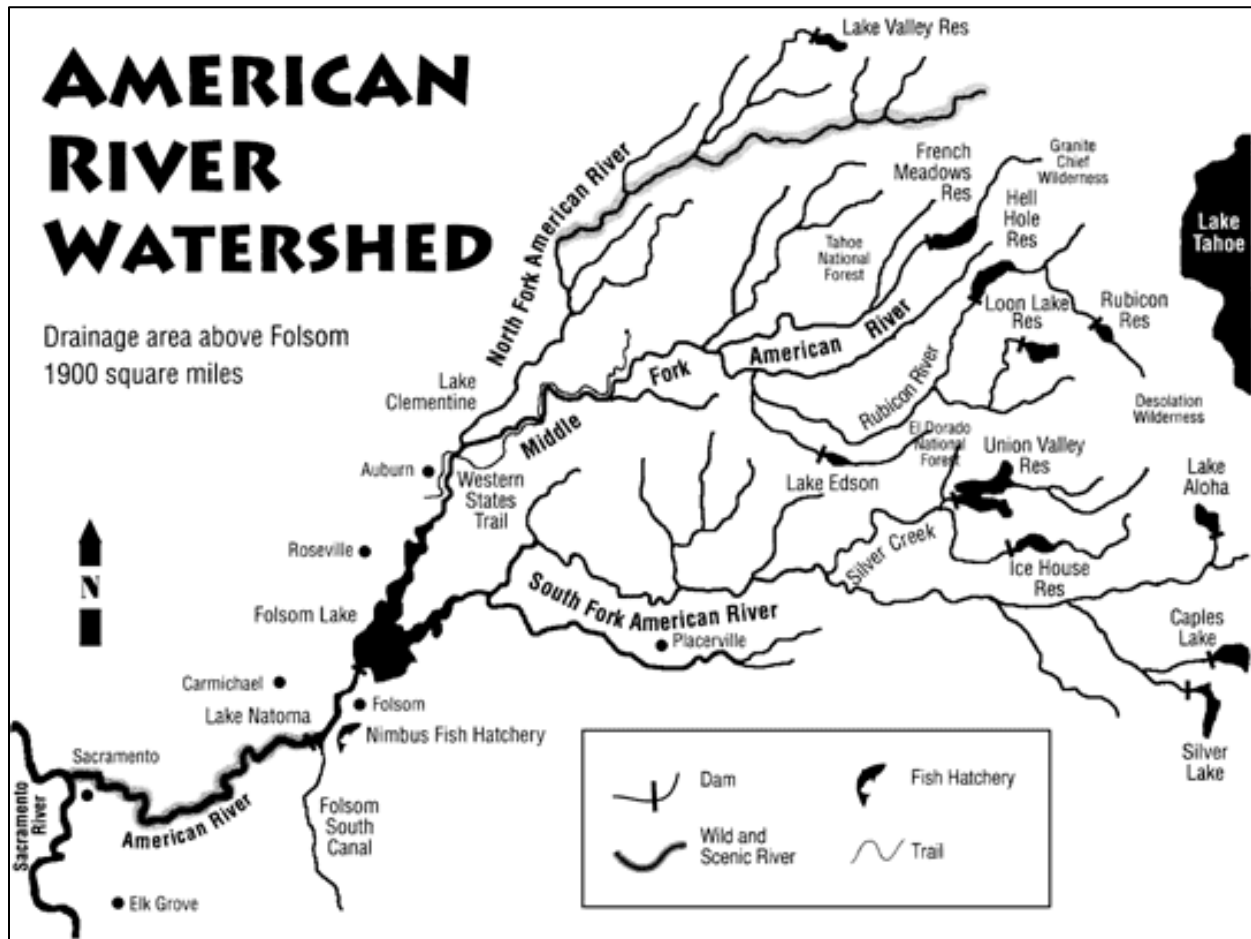 AMERICAN
RIVER
WATERSHED
Drainage area above Folsom
1900 square miles
Lake Valley Res
North Fork American River
French
Meadows
Res
Granite
Chief
Wilderness
Hell
Hole
Res
Lake
Tahoe
Tahoe
National
Forest
Loon Lake
Res
Rubicon
Res
Lake
Clementine
Middle
Fork
American
River
Rubicon River
Desolation
Wilderness
El Dorado
National
Forest
Union Valley
Res
Lake
Aloha
Auburn
Western
States
Trail
Lake Edson
Silver Creek
Ice House
Res
Roseville
N
Folsom Lake
South Fork American River
Placerville
Caples
Lake
Carmichael
Folsom
Lake Natoma
Nimbus Fish Hatchery
Silver
Lake
Sacramento
Sacramento
River
American River
Folsom
South
Canal
Elk Grove
Dam
Fish Hatchery
Wild and
Scenic River
Trail